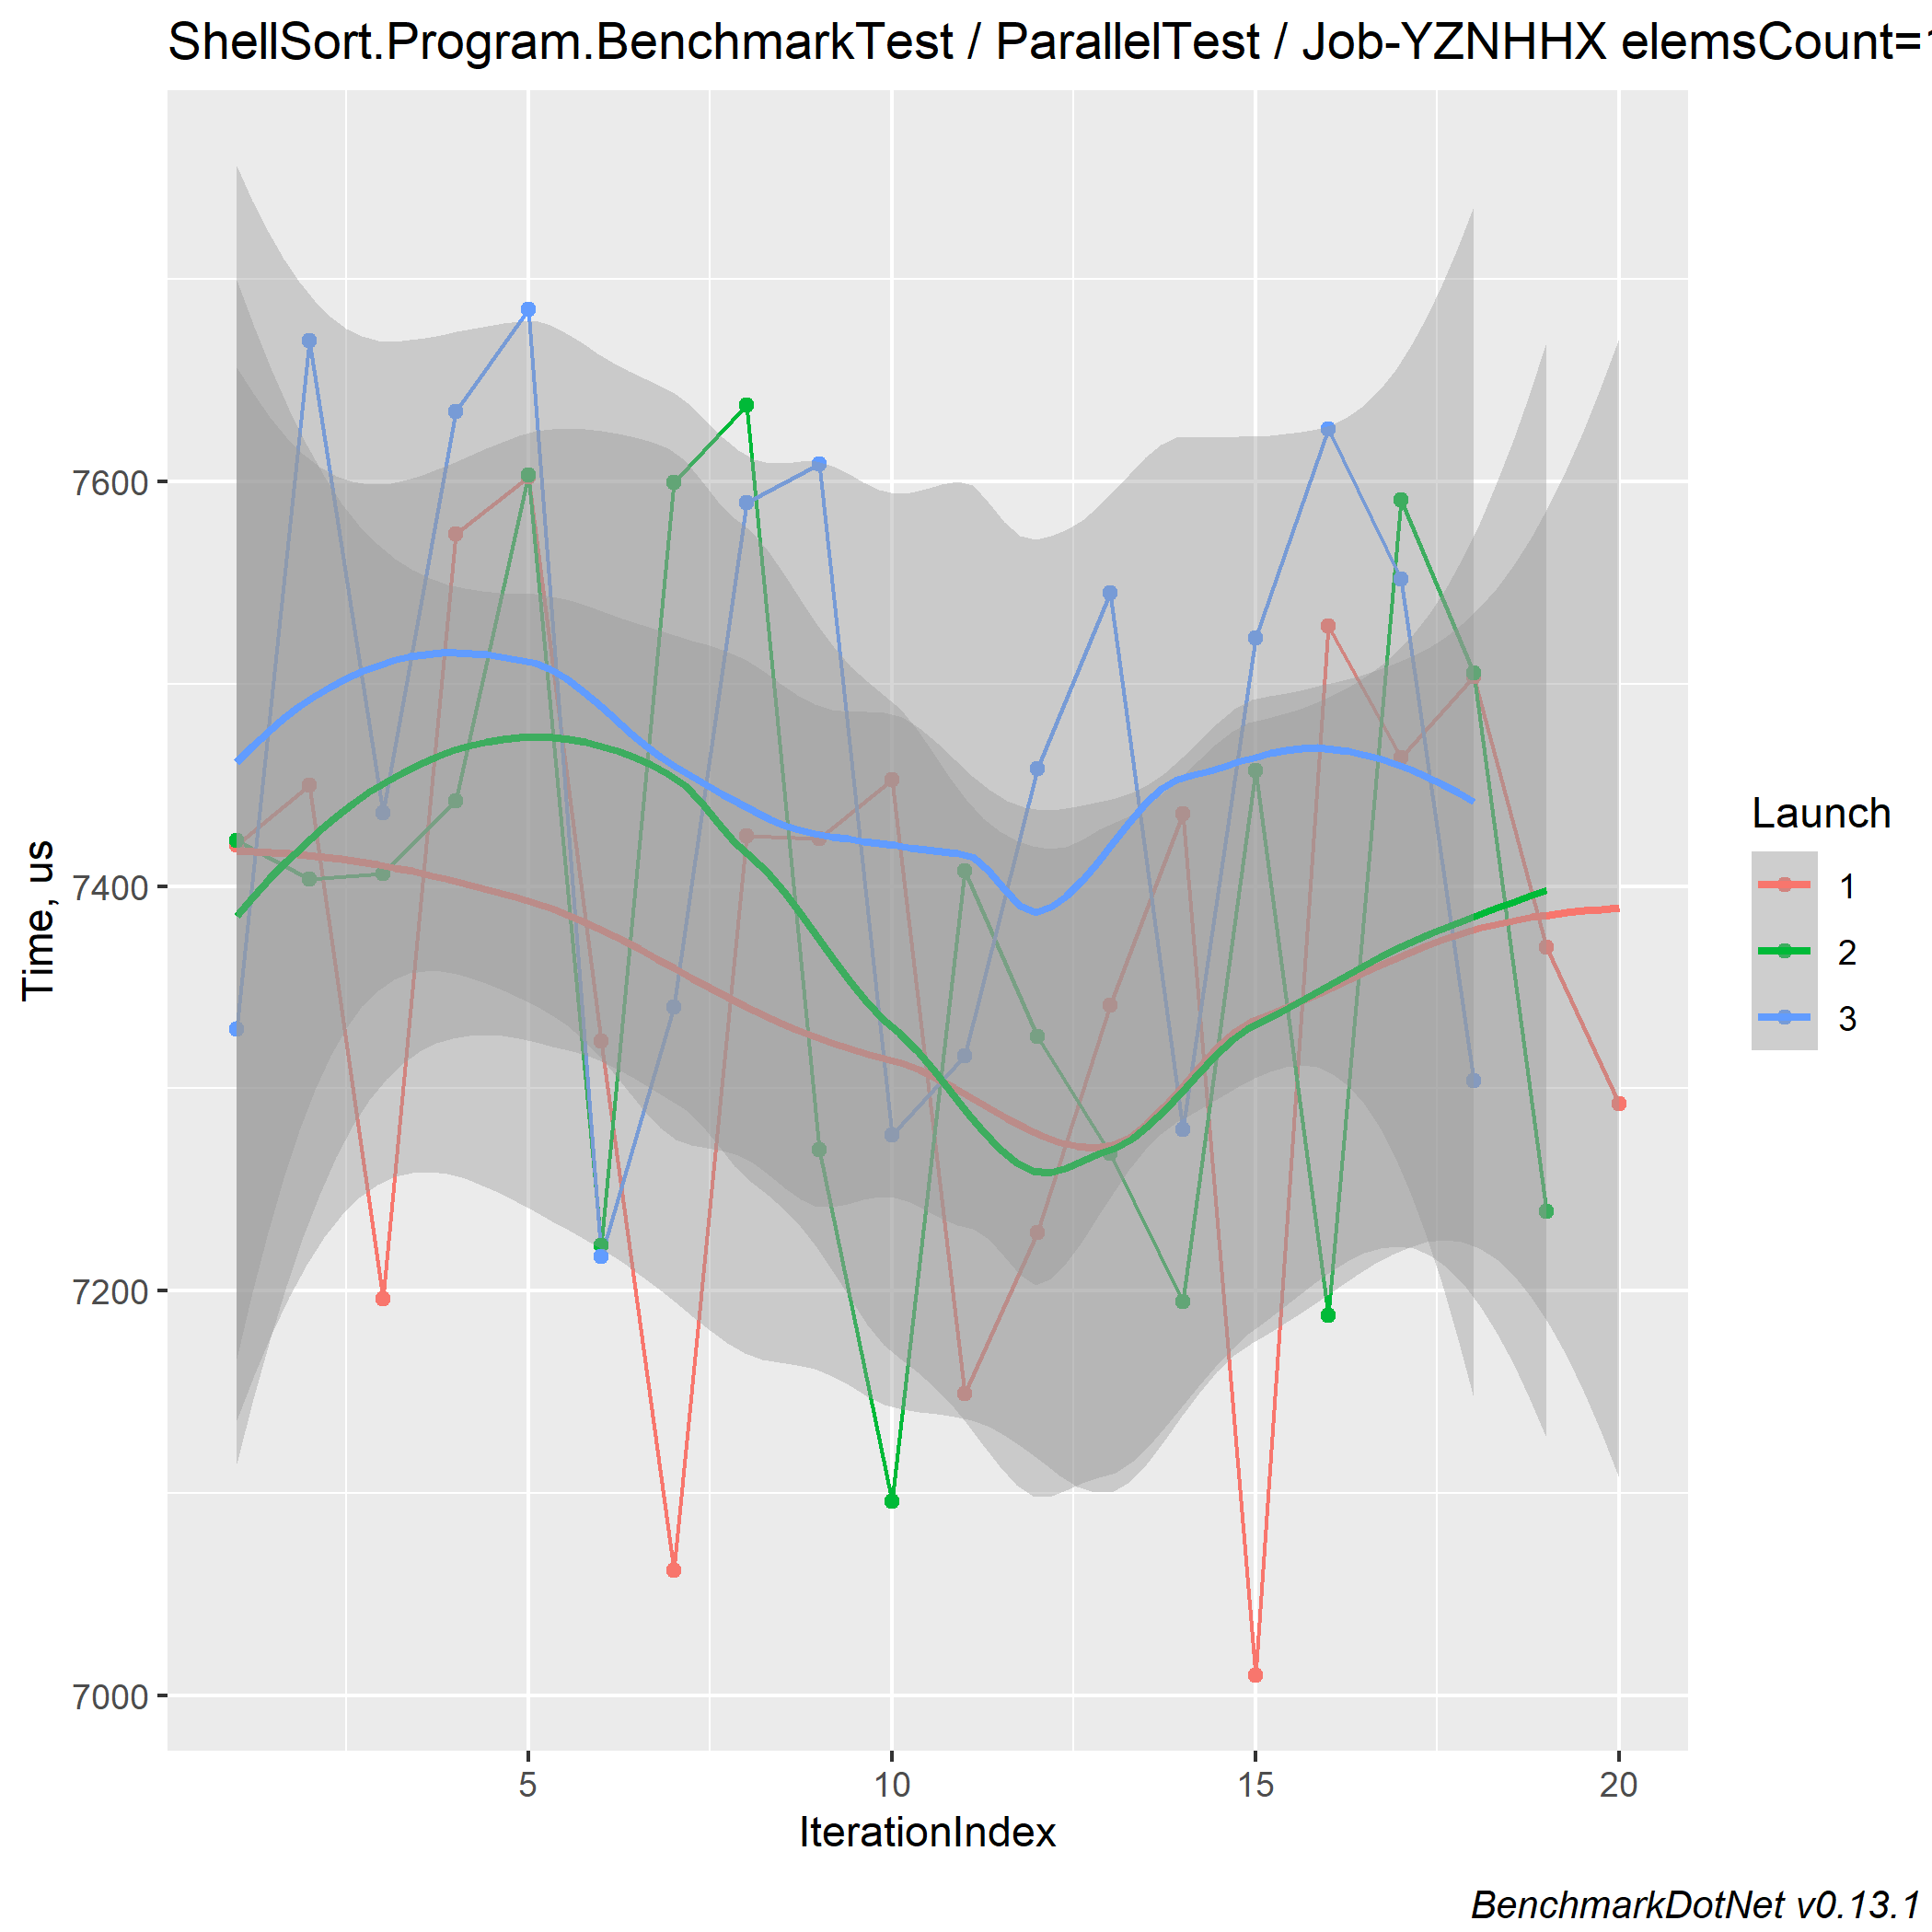 ShellSort.Program.BenchmarkTest / ParallelTest / Job-YZNHHX elemsCount=
Time, us
7600
7400
7200
7000
5 10 15 20
IterationIndex
Launch
1
2
3
BenchmarkDotNet v0.13.1